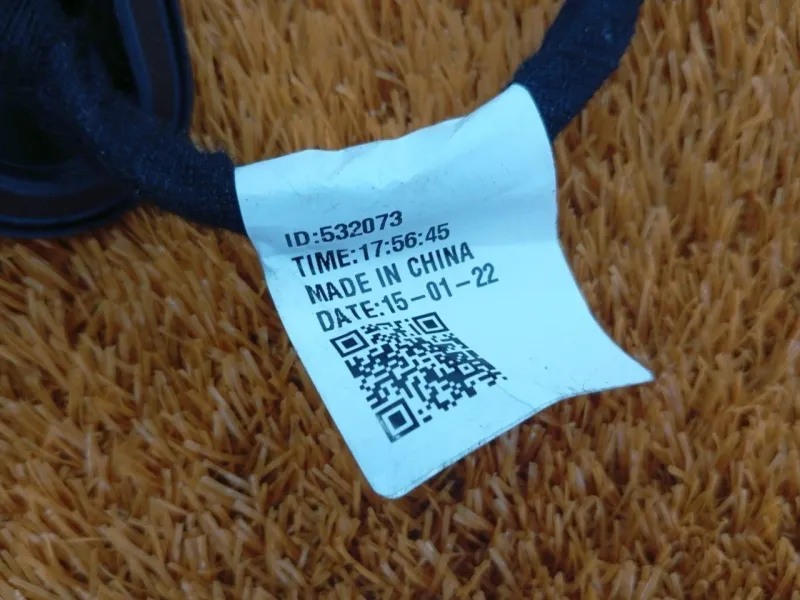 ID:532073
TIME:17:56:45
MADE IN CHINA
DATE:15-01-22